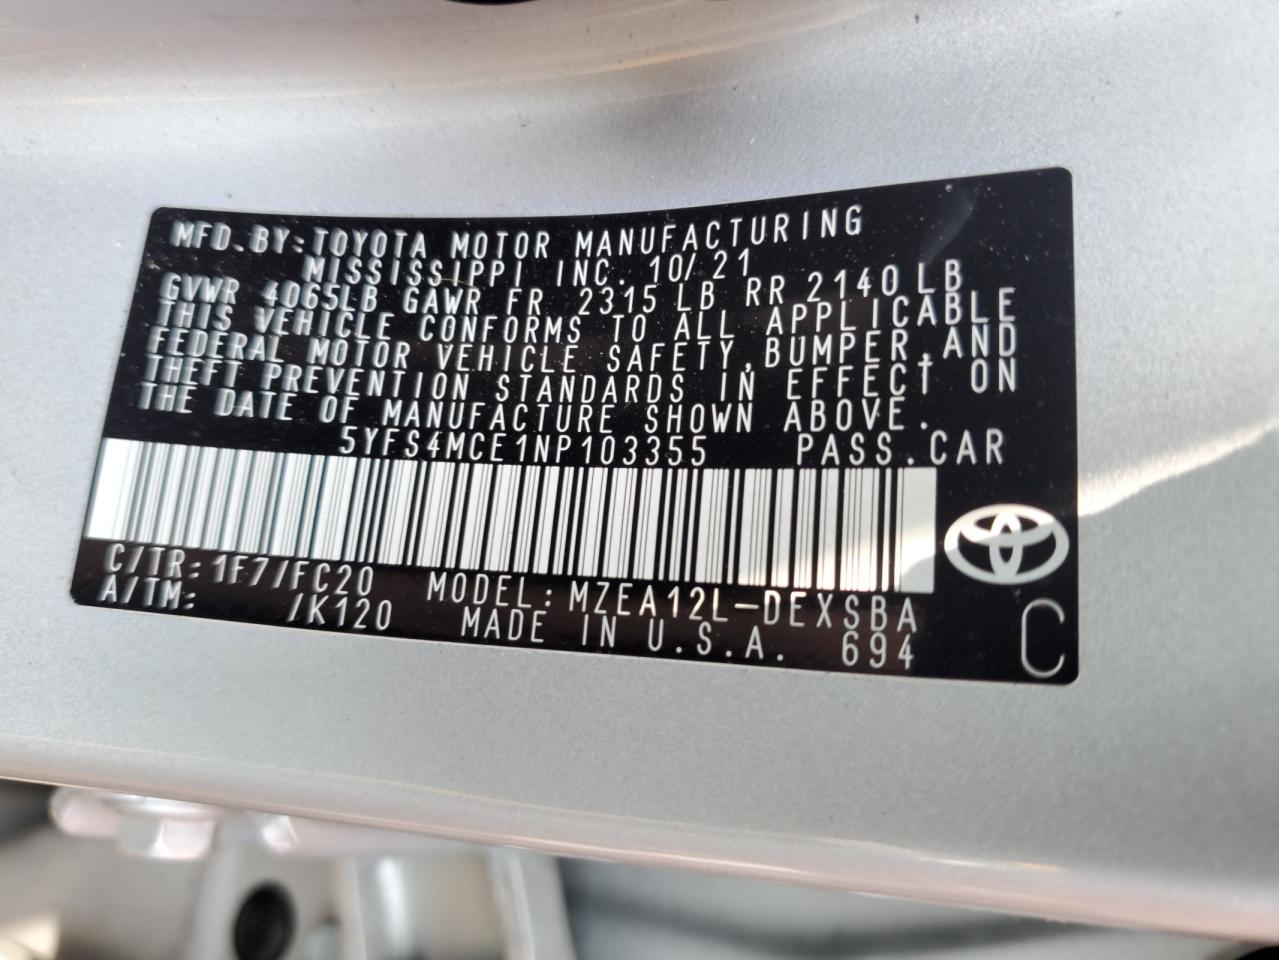 MFD. BY: TOYOTA MOTOR MANUFACTURING
MISSISSIPPI INC. 10/21
GVWR 4065LB GAWR FR 2315 LB RR 2140 LB
THIS VEHICLE CONFORMS TO ALL APPLICABLE
FEDERAL MOTOR VEHICLE SAFETY, BUMPER, AND
THEFT PREVENTION STANDARDS IN EFFECT ON
THE DATE OF MANUFACTURE SHOWN ABOVE.
5YFS4MCE1NP103355 PASS. CAR
C/TR: 1F7/FC20 MODEL: MZEA12L-DEXSBA
A/TM: /K120 MADE IN U.S.A. 694
C